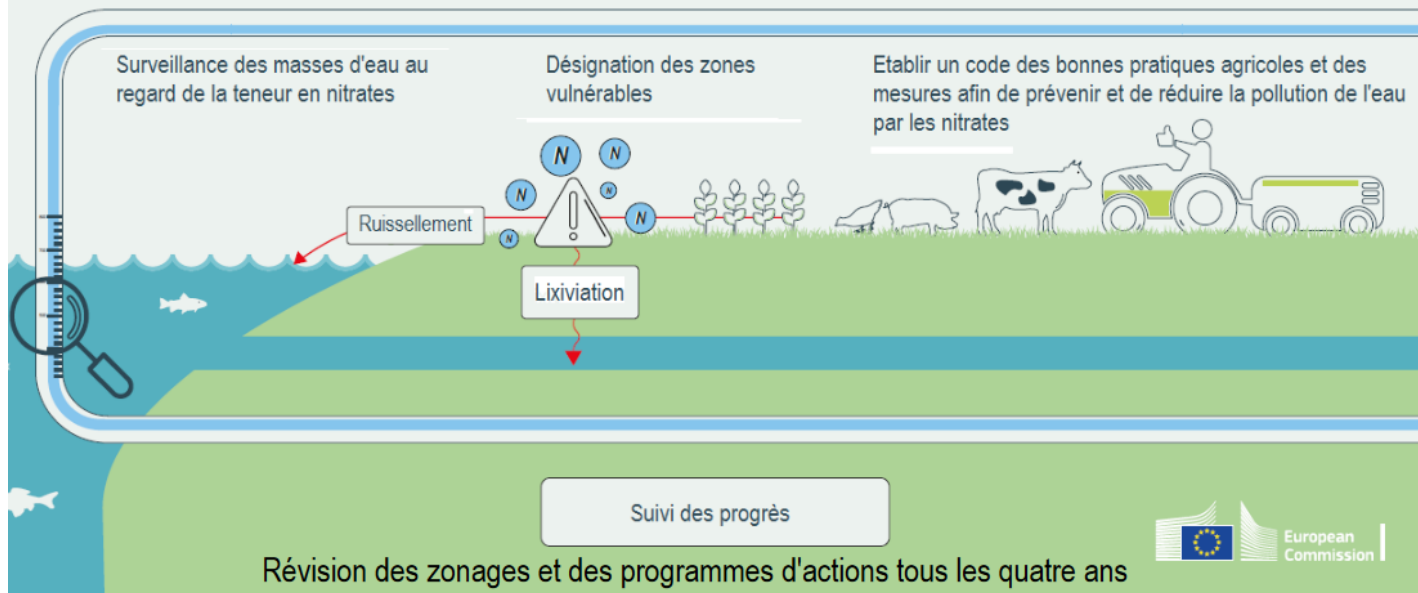 Surveillance des masses d'eau au
regard de la teneur en nitrates
Désignation des zones
vulnérables
Etablir un code des bonnes pratiques agricoles et des
mesures afin de prévenir et de réduire la pollution de l'eau
par les nitrates
N
N
N
N
N
N
Ruissellement
Lixiviation
Suivi des progrès
European
Commission
Révision des zonages et des programmes d'actions tous les quatre ans